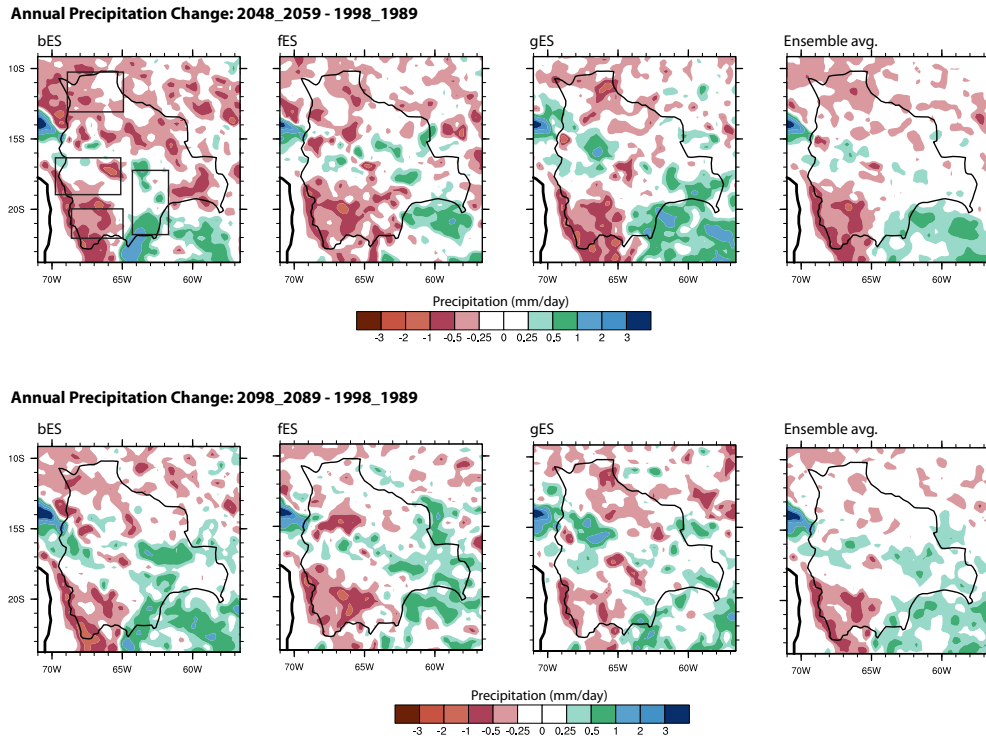 Annual Precipitation Change: 2048_2059 - 1998_1989
bES fES gES Ensemble avg.
10S
15S
20S
70W 65W 60W 70W 65W 60W 70W 65W 60W 70W 65W 60W
Precipitation (mm/day)
-3 -2 -1 -0.5 -0.25 0 0.25 0.5 1 2 3
Annual Precipitation Change: 2098_2089 - 1998_1989
bES fES gES Ensemble avg.
10S
15S
20S
70W 65W 60W 70W 65W 60W 70W 65W 60W 70W 65W 60W
Precipitation (mm/day)
-3 -2 -1 -0.5 -0.25 0 0.25 0.5 1 2 3